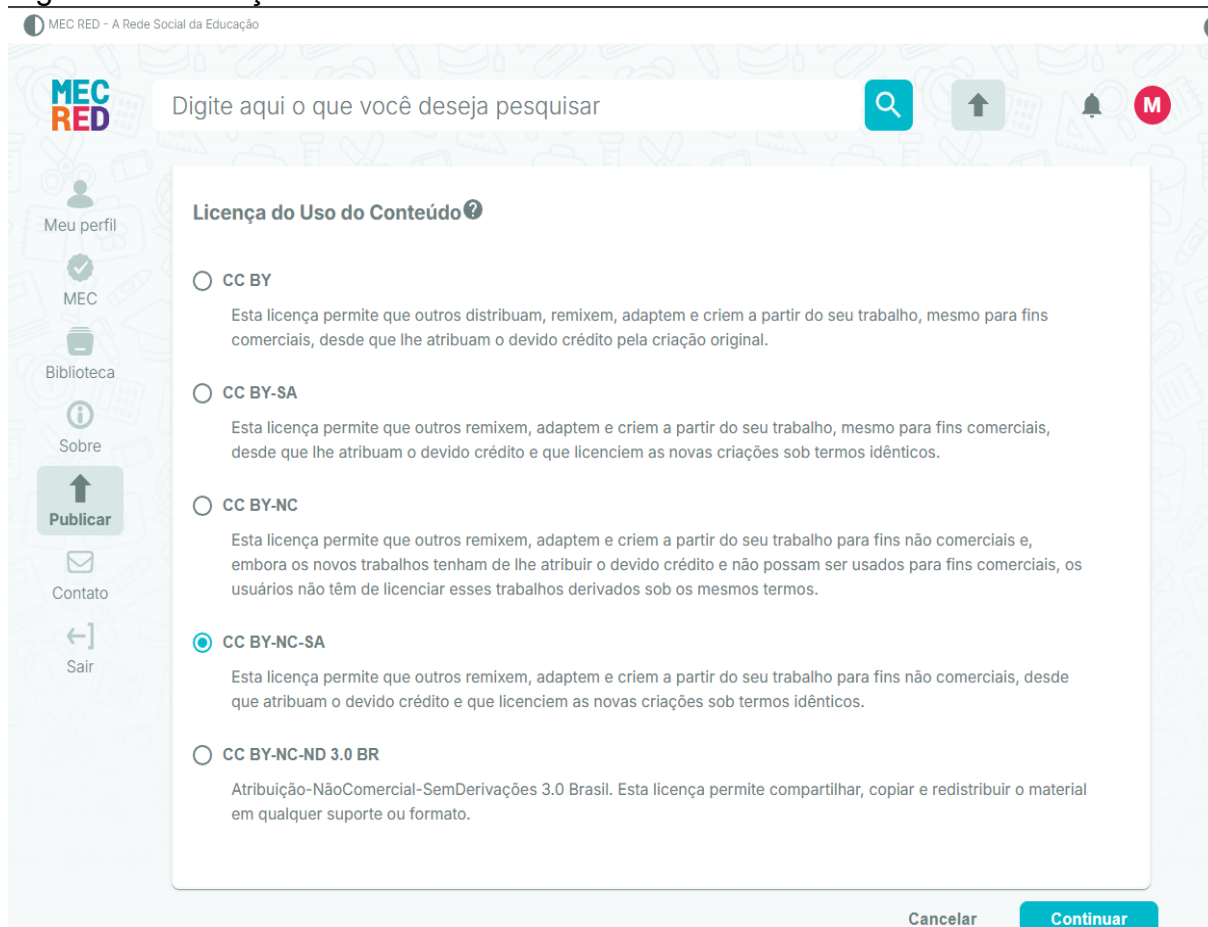 MEC RED - A Rede Social da Educação
MEC
RED
Digite aqui o que você deseja pesquisar
M
Meu perfil
MEC
Biblioteca
Sobre
Publicar
Contato
Sair
Licença do Uso do Conteúdo
CC BY
Esta licença permite que outros distribuam, remixem, adaptem e criem a partir do seu trabalho, mesmo para fins
comerciais, desde que lhe atribuam o devido crédito pela criação original.
CC BY-SA
Esta licença permite que outros remixem, adaptem e criem a partir do seu trabalho, mesmo para fins comerciais,
desde que lhe atribuam o devido crédito e que licenciem as novas criações sob termos idênticos.
CC BY-NC
Esta licença permite que outros remixem, adaptem e criem a partir do seu trabalho para fins não comerciais e,
embora os novos trabalhos tenham de lhe atribuir o devido crédito e não possam ser usados para fins comerciais, os
usuários não têm de licenciar esses trabalhos derivados sob os mesmos termos.
CC BY-NC-SA
Esta licença permite que outros remixem, adaptem e criem a partir do seu trabalho para fins não comerciais, desde
que atribuam o devido crédito e que licenciem as novas criações sob termos idênticos.
CC BY-NC-ND 3.0 BR
Atribuição-NãoComercial-SemDerivações 3.0 Brasil. Esta licença permite compartilhar, copiar e redistribuir o material
em qualquer suporte ou formato.
Cancelar
Continuar